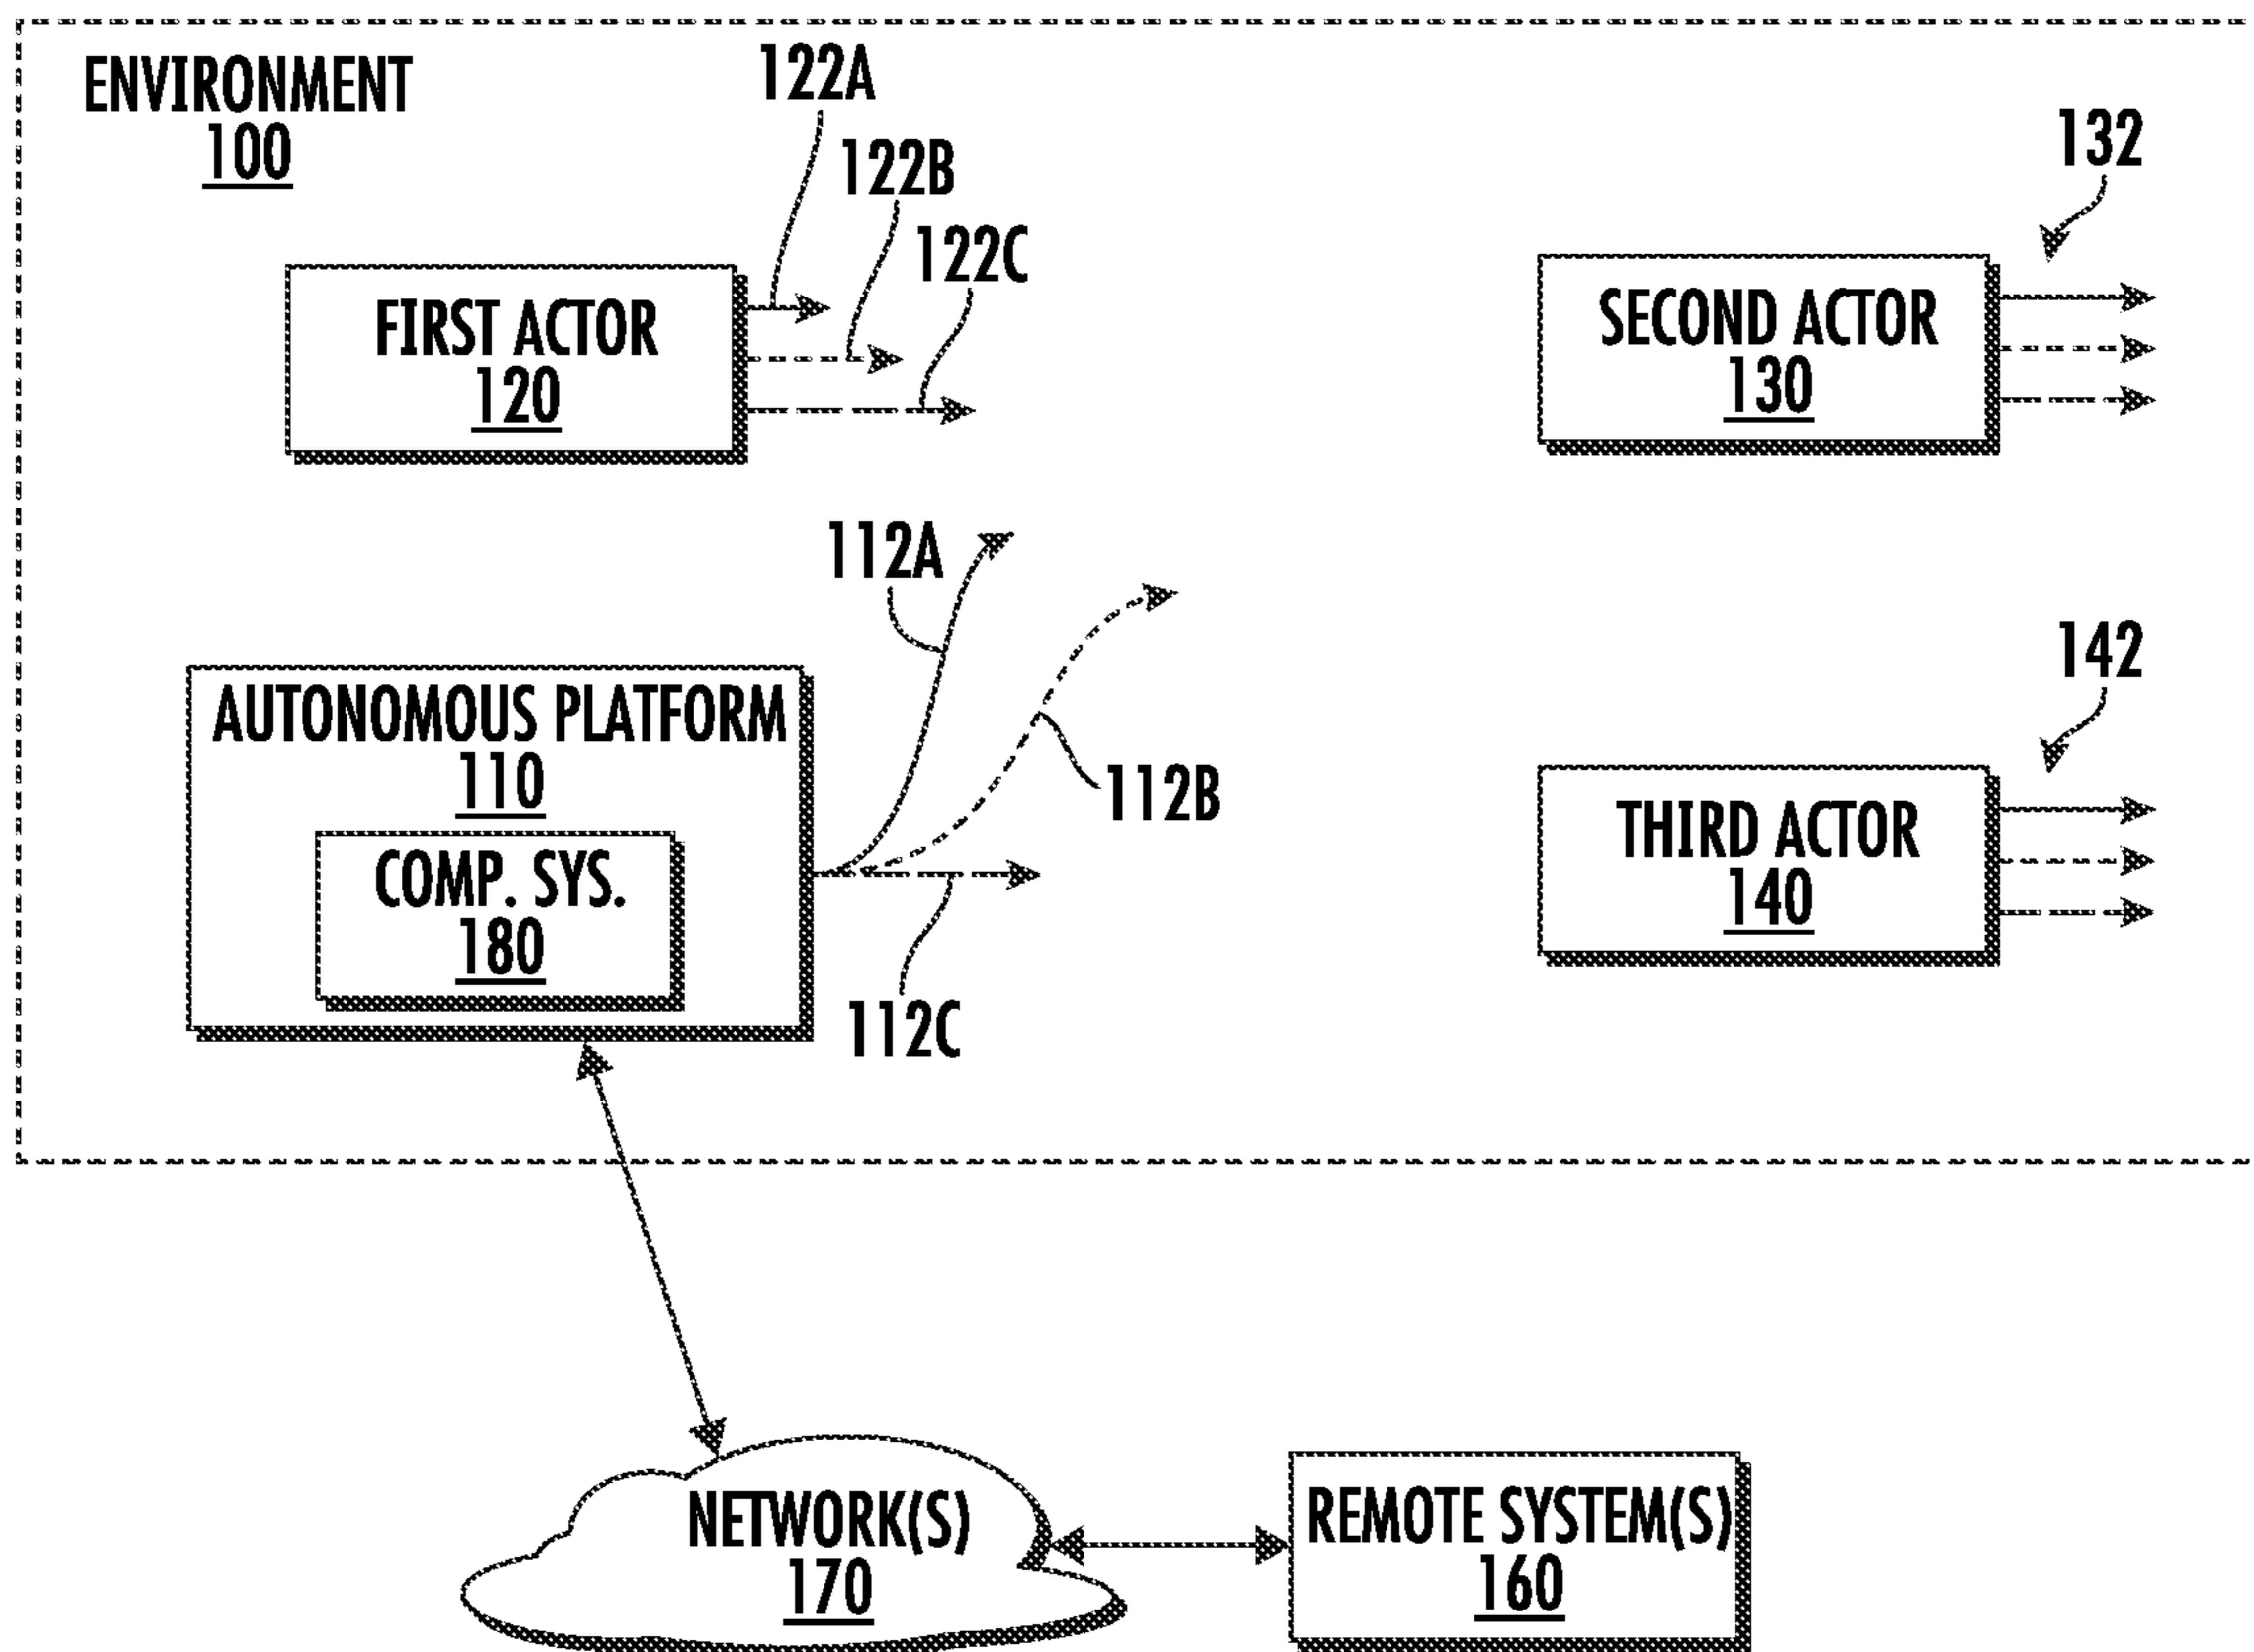 ENVIRONMENT
100
122A
122B
122C
132
FIRST ACTOR
120
SECOND ACTOR
130
112A
112B
112C
142
AUTONOMOUS PLATFORM
110
COMP. SYS.
180
THIRD ACTOR
140
NETWORK(S)
170
REMOTE SYSTEM(S)
160